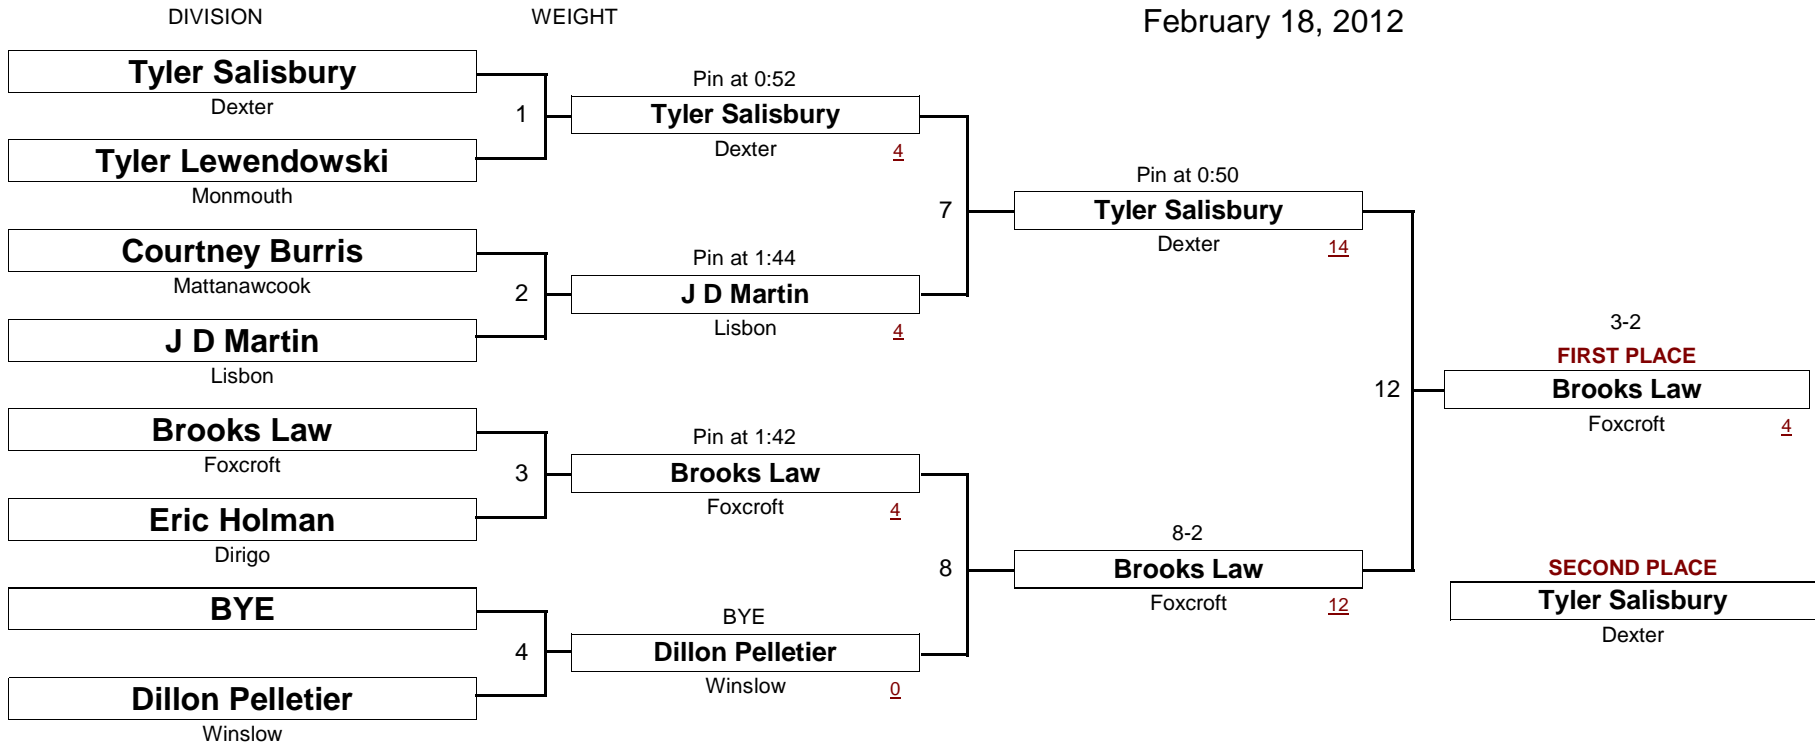 DIVISION
WEIGHT
February 18, 2012
Tyler Salisbury
Dexter
1
Tyler Lewendowski
Monmouth
Courtney Burris
Mattanawcook
2
J D Martin
Lisbon
Brooks Law
Foxcroft
3
Eric Holman
Dirigo
BYE
4
Dillon Pelletier
Winslow
Pin at 0:52
Tyler Salisbury
Dexter 4
7
Pin at 1:44
J D Martin
Lisbon 4
Pin at 1:42
Brooks Law
Foxcroft 4
8
BYE
Dillon Pelletier
Winslow 0
Pin at 0:50
Tyler Salisbury
Dexter 14
12
8-2
Brooks Law
Foxcroft 12
3-2
FIRST PLACE
Brooks Law
Foxcroft 4
SECOND PLACE
Tyler Salisbury
Dexter